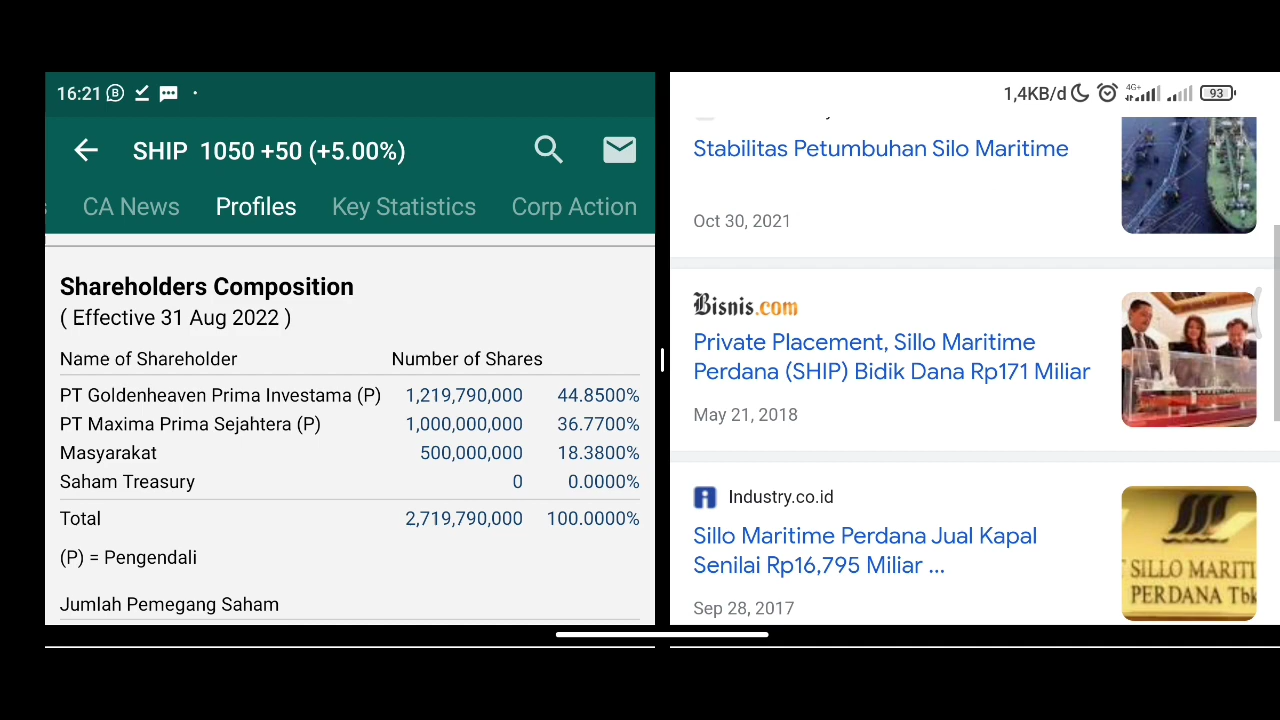 16:21
SHIP 1050 +50 (+5.00%)
CA News Profiles Key Statistics Corp Action
Shareholders Composition
( Effective 31 Aug 2022 )
Name of Shareholder Number of Shares
PT Goldenheaven Prima Investama (P) 1,219,790,000 44.8500%
PT Maxima Prima Sejahtera (P) 1,000,000,000 36.7700%
Masyarakat 500,000,000 18.3800%
Saham Treasury 0 0.0000%
Total 2,719,790,000 100.0000%
(P) = Pengendali
Jumlah Pemegang Saham
1,4KB/d 4G+ 93
Stabilitas Petumbuhan Silo Maritime
Oct 30, 2021
Bisnis.com
Private Placement, Sillo Maritime
Perdana (SHIP) Bidik Dana Rp171 Miliar
May 21, 2018
Industry.co.id
Sillo Maritime Perdana Jual Kapal
Senilai Rp16,795 Miliar ...
Sep 28, 2017
SILLO MARITI
PERDANA Tbk